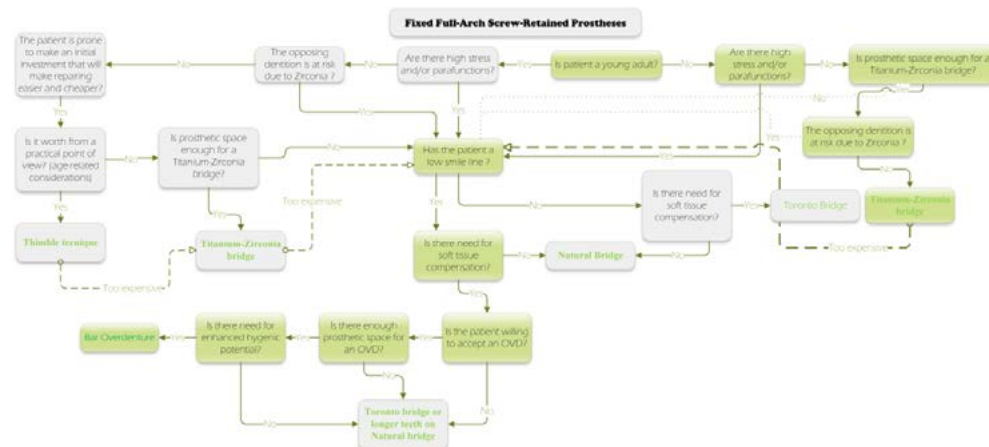 Fixed Full-Arch Screw-Retained Prostheses
The patient is prone
to make an initial
investment that will
make repairing
easier and cheaper?
No
The opposing
dentition is at risk
due to Zirconia ?
No
Are there high stress
and/or parafunctions?
Yes
Is patient a young adult?
No
Are there high
stress and/or
parafunctions?
No
Is prosthetic space enough for a
Titanium-Zirconia bridge?
Yes
Yes
Yes
Yes
No
Yes
Is it worth from a
practical point of
view? (age related
considerations)
No
Is prosthetic space
enough for a
Titanium-Zirconia
bridge?
No
Has the patient
a low smile line ?
Yes
The opposing dentition is
at risk due to Zirconia ?
Yes
Yes
Too expensive
Yes
No
Is there need for
soft tissue
compensation?
Yes
Toronto Bridge
No
Titanium-Zirconia
bridge
Thimble tecnique
Titanium-Zirconia
bridge
Too expensive
Is there need for
soft tissue
compensation?
No
Natural Bridge
No
Too expensive
Yes
Bar Overdenture
Yes
Is there need for
enhanced hygenic
potential?
Yes
Is there enough
prosthetic space for
an OVD?
Yes
Is the patient willing
to accept an OVD?
No
No
No
Toronto bridge or
longer teeth on
Natural bridge